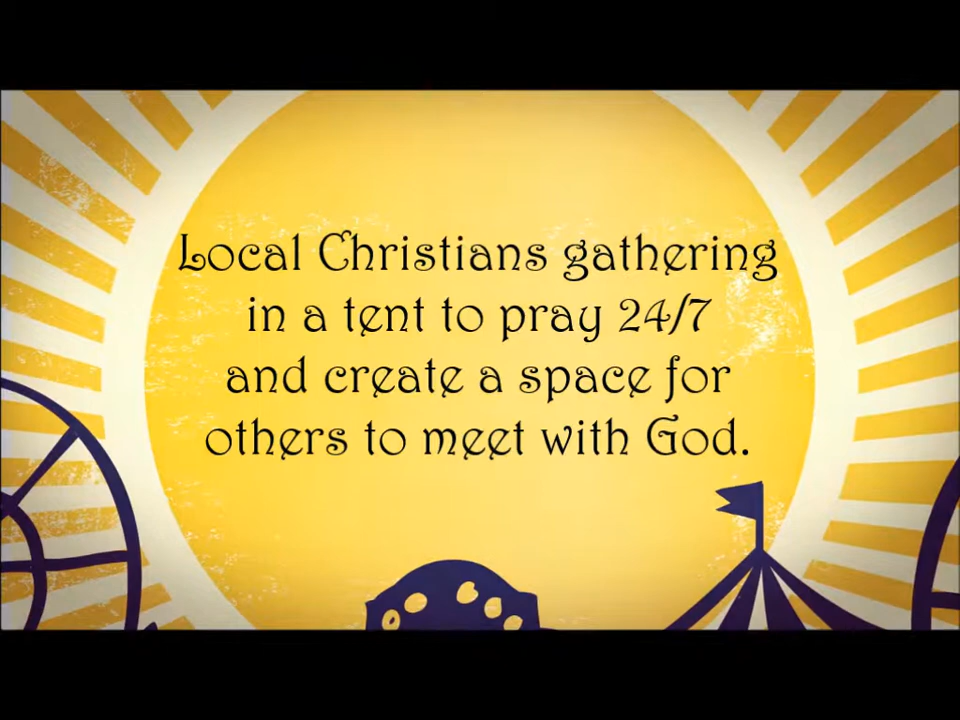 Local Christians gathering
in a tent to pray 24/7
and create a space for
others to meet with God.